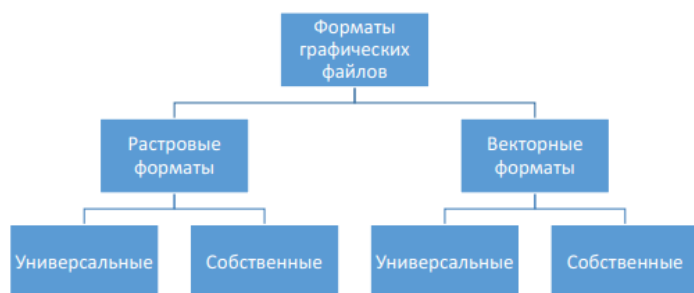 Форматы
графических
файлов
Растровые
форматы
Векторные
форматы
Универсальные
Собственные
Универсальные
Собственные